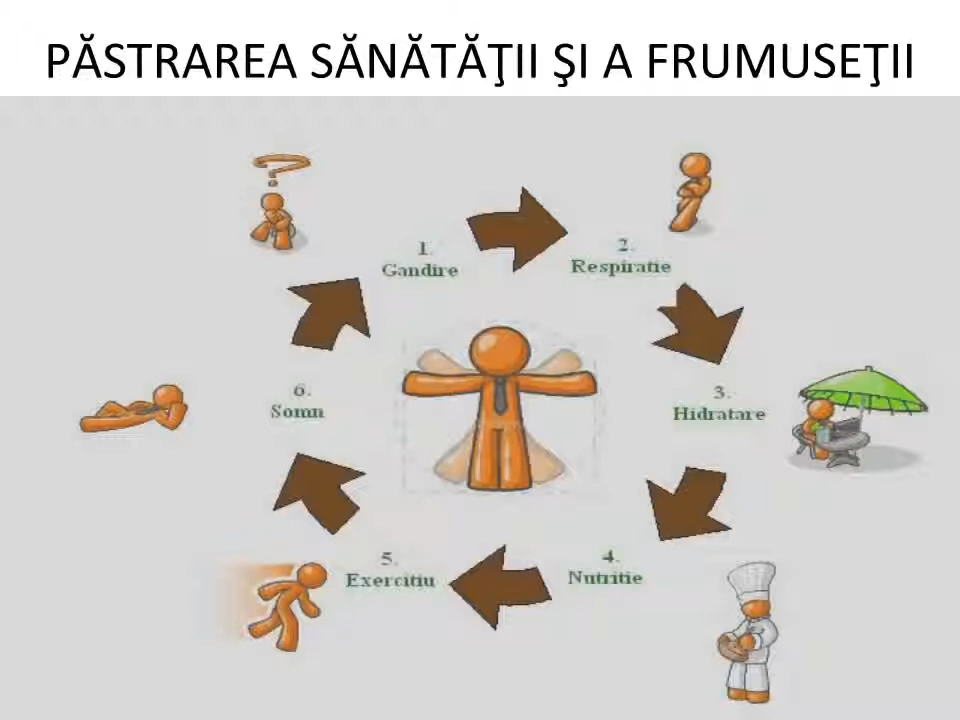 PĂSTRAREA SĂNĂTĂŢII ŞI A FRUMUSEŢII
1.
Gandire
2.
Respiratie
3.
Hidratare
4.
Nutritie
5.
Exercitiu
6.
Somn